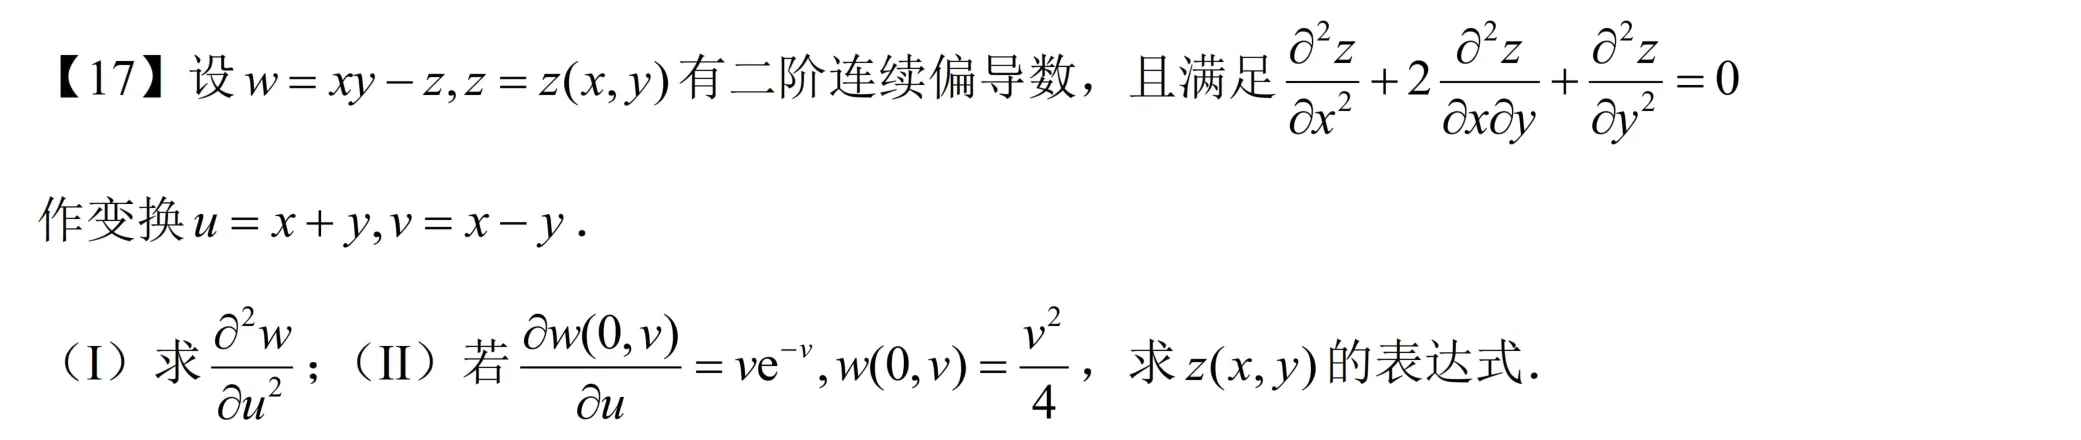 【17】设 $w = xy - z, z = z(x, y)$ 有二阶连续偏导数，且满足 $\frac{\partial^2 z}{\partial x^2} + 2\frac{\partial^2 z}{\partial x \partial y} + \frac{\partial^2 z}{\partial y^2} = 0$
作变换 $u = x + y, v = x - y$ .
（I）求 $\frac{\partial^2 w}{\partial u^2}$ ；（II）若 $\frac{\partial w(0, v)}{\partial u} = v\mathrm{e}^{-v}, w(0, v) = \frac{v^2}{4}$ ，求 $z(x, y)$ 的表达式.